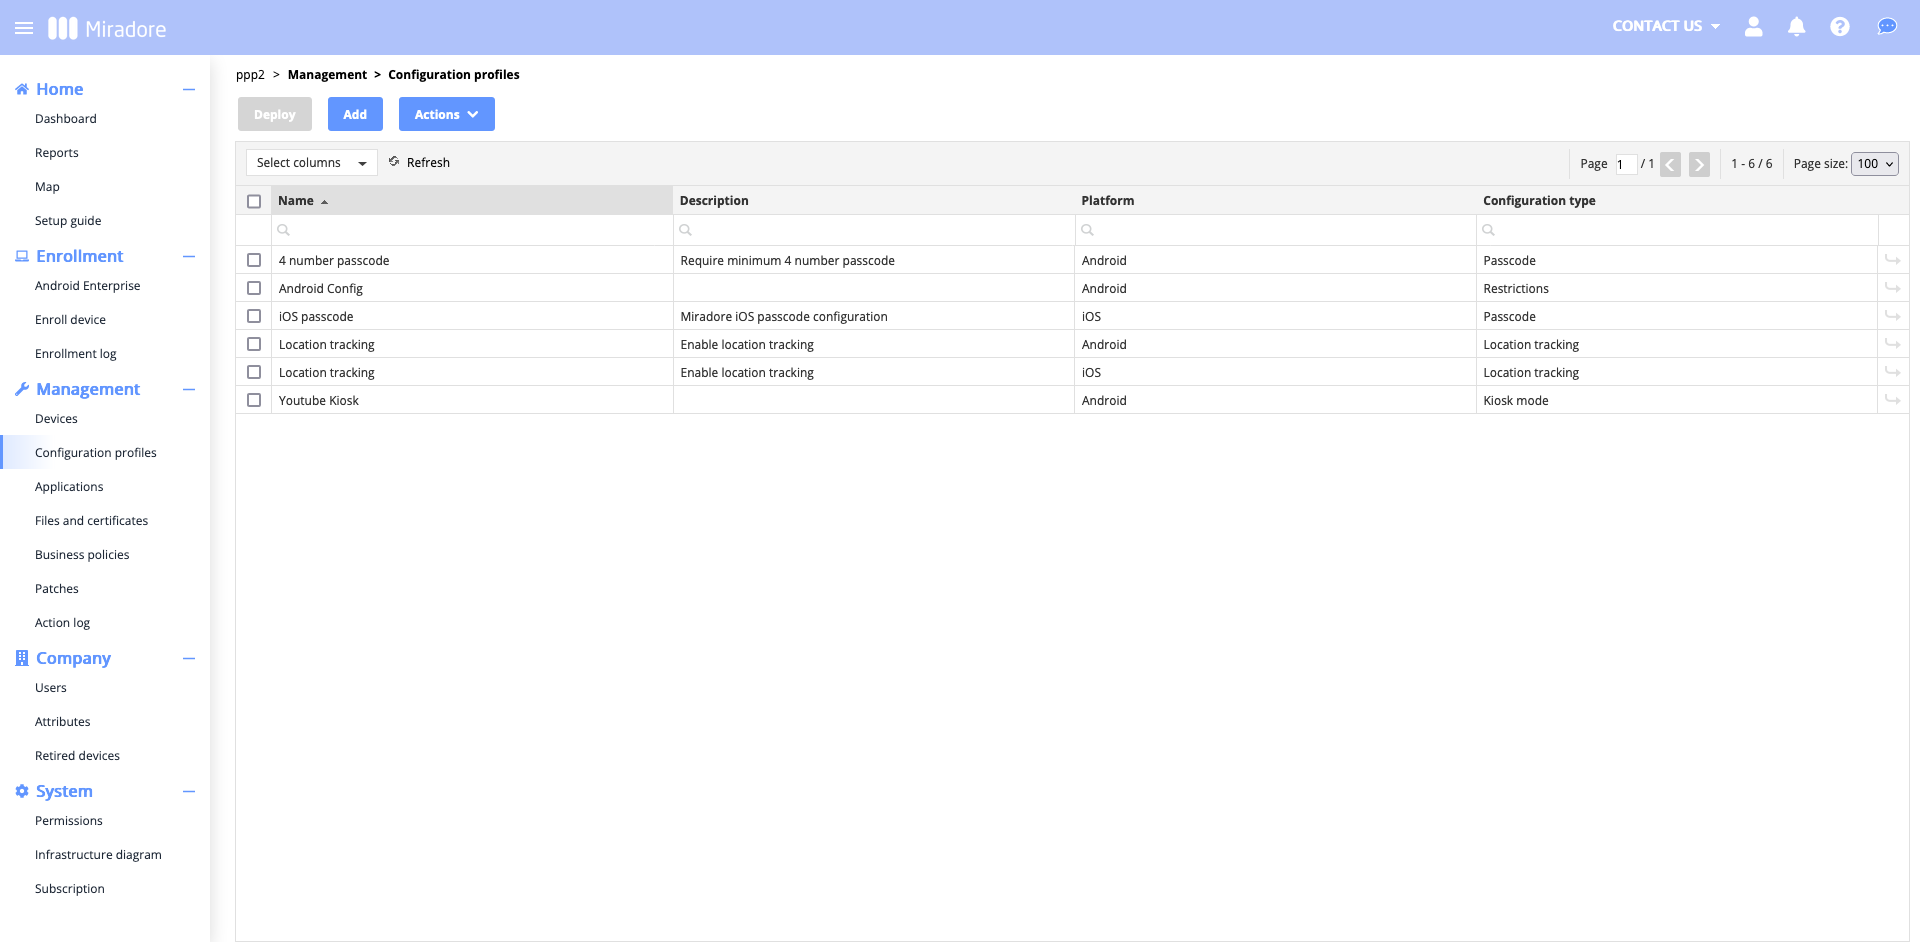 Miradore
CONTACT US
Home
Dashboard
Reports
Map
Setup guide
Enrollment
Android Enterprise
Enroll device
Enrollment log
Management
Devices
Configuration profiles
Applications
Files and certificates
Business policies
Patches
Action log
Company
Users
Attributes
Retired devices
System
Permissions
Infrastructure diagram
Subscription
ppp2 > Management > Configuration profiles
Deploy Add Actions
Select columns Refresh Page 1 / 1 1 - 6 / 6 Page size: 100
Name Description Platform Configuration type
4 number passcode Require minimum 4 number passcode Android Passcode
Android Config Android Restrictions
iOS passcode Miradore iOS passcode configuration iOS Passcode
Location tracking Enable location tracking Android Location tracking
Location tracking Enable location tracking iOS Location tracking
Youtube Kiosk Android Kiosk mode